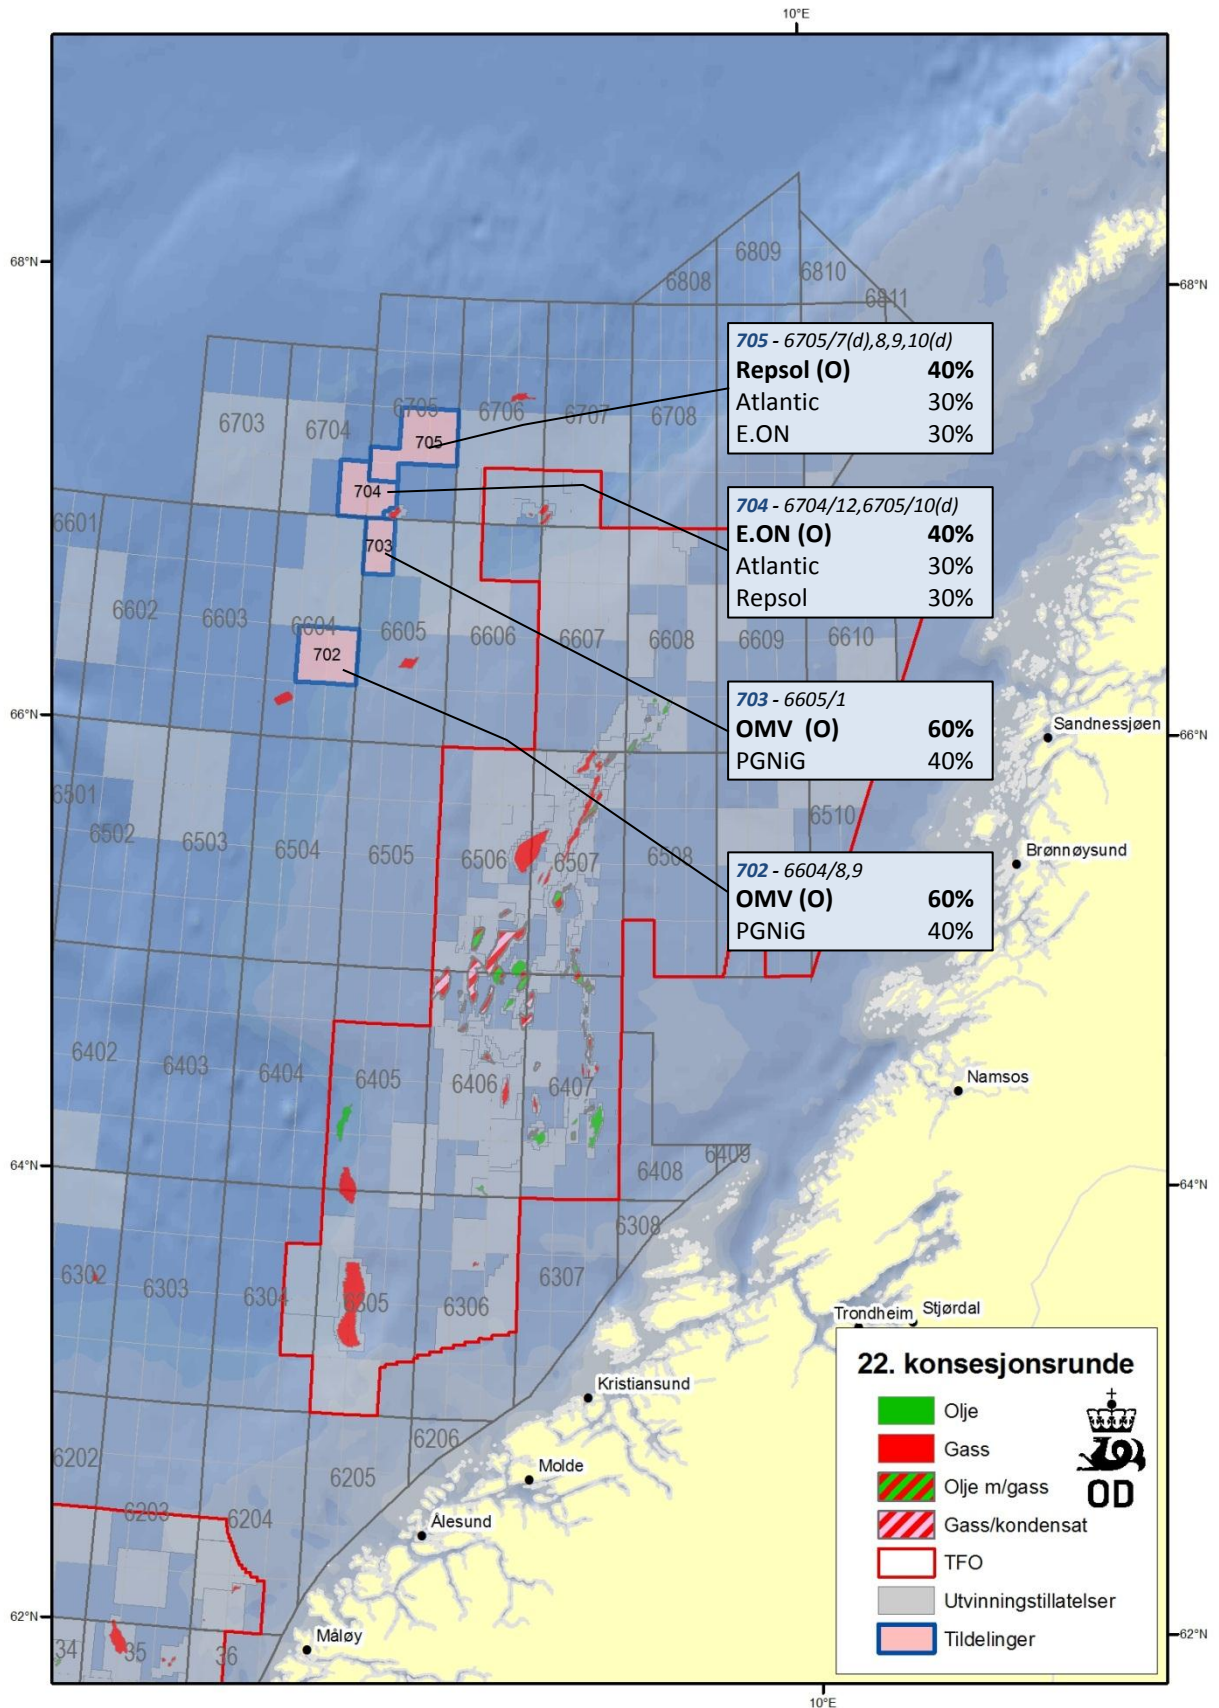 10°E
68°N
68°N
6809
6808
6810
6811
705 - 6705/7(d),8,9,10(d)
Repsol (O) 40%
Atlantic 30%
E.ON 30%
6703
6704
6705
6706
6707
6708
705
704
703
704 - 6704/12,6705/10(d)
E.ON (O) 40%
Atlantic 30%
Repsol 30%
6601
6602
6603
6604
6605
6606
6607
6608
6609
6610
702
703 - 6605/1
OMV (O) 60%
PGNiG 40%
66°N
66°N
Sandnessjøen
6501
6502
6503
6504
6505
6506
6507
6508
6510
Brønnøysund
702 - 6604/8,9
OMV (O) 60%
PGNiG 40%
6402
6403
6404
6405
6406
6407
6408
6409
Namsos
64°N
64°N
6308
6302
6303
6304
6305
6306
6307
Trondheim
Stjørdal
Kristiansund
6206
Molde
6202
6205
6203
6204
Ålesund
62°N
62°N
34
35
36
Måløy
22. konsesjonsrunde
Olje
Gass
Olje m/gass
Gass/kondensat
TFO
Utvinningstillatelser
Tildelinger
OD
10°E